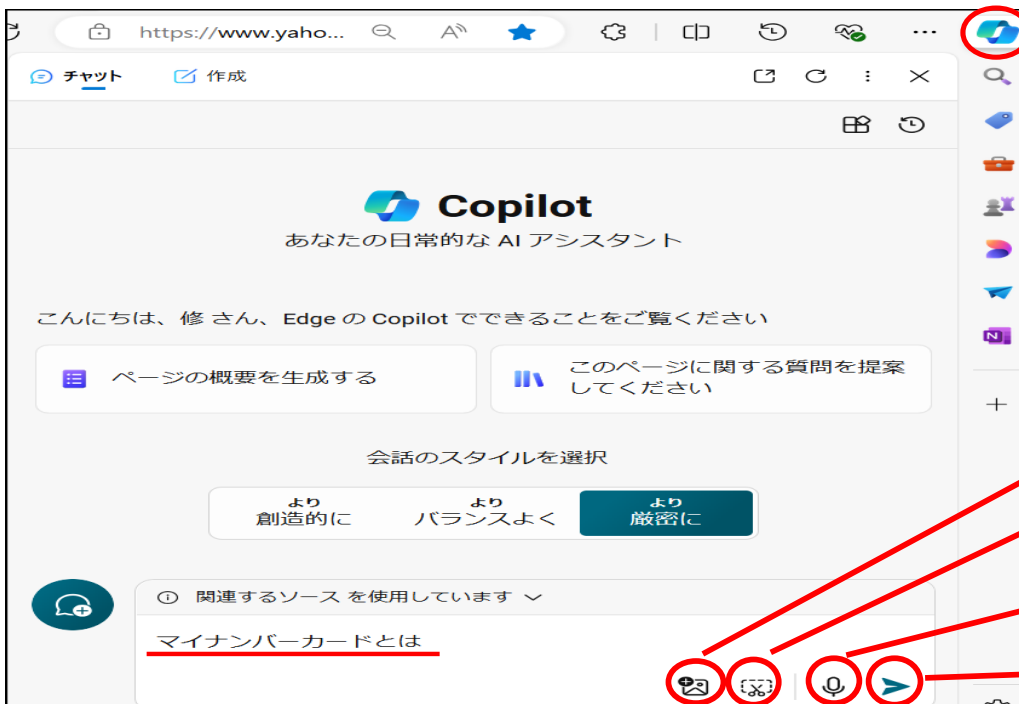 https://www.yaho...
チャット 作成
Copilot
あなたの日常的な AI アシスタント
こんにちは、修 さん、Edge の Copilot でできることをご覧ください
ページの概要を生成する
このページに関する質問を提案
してください
会話のスタイルを選択
より
創造的に
より
バランスよく
より
厳密に
関連するソース を使用しています
マイナンバーカードとは